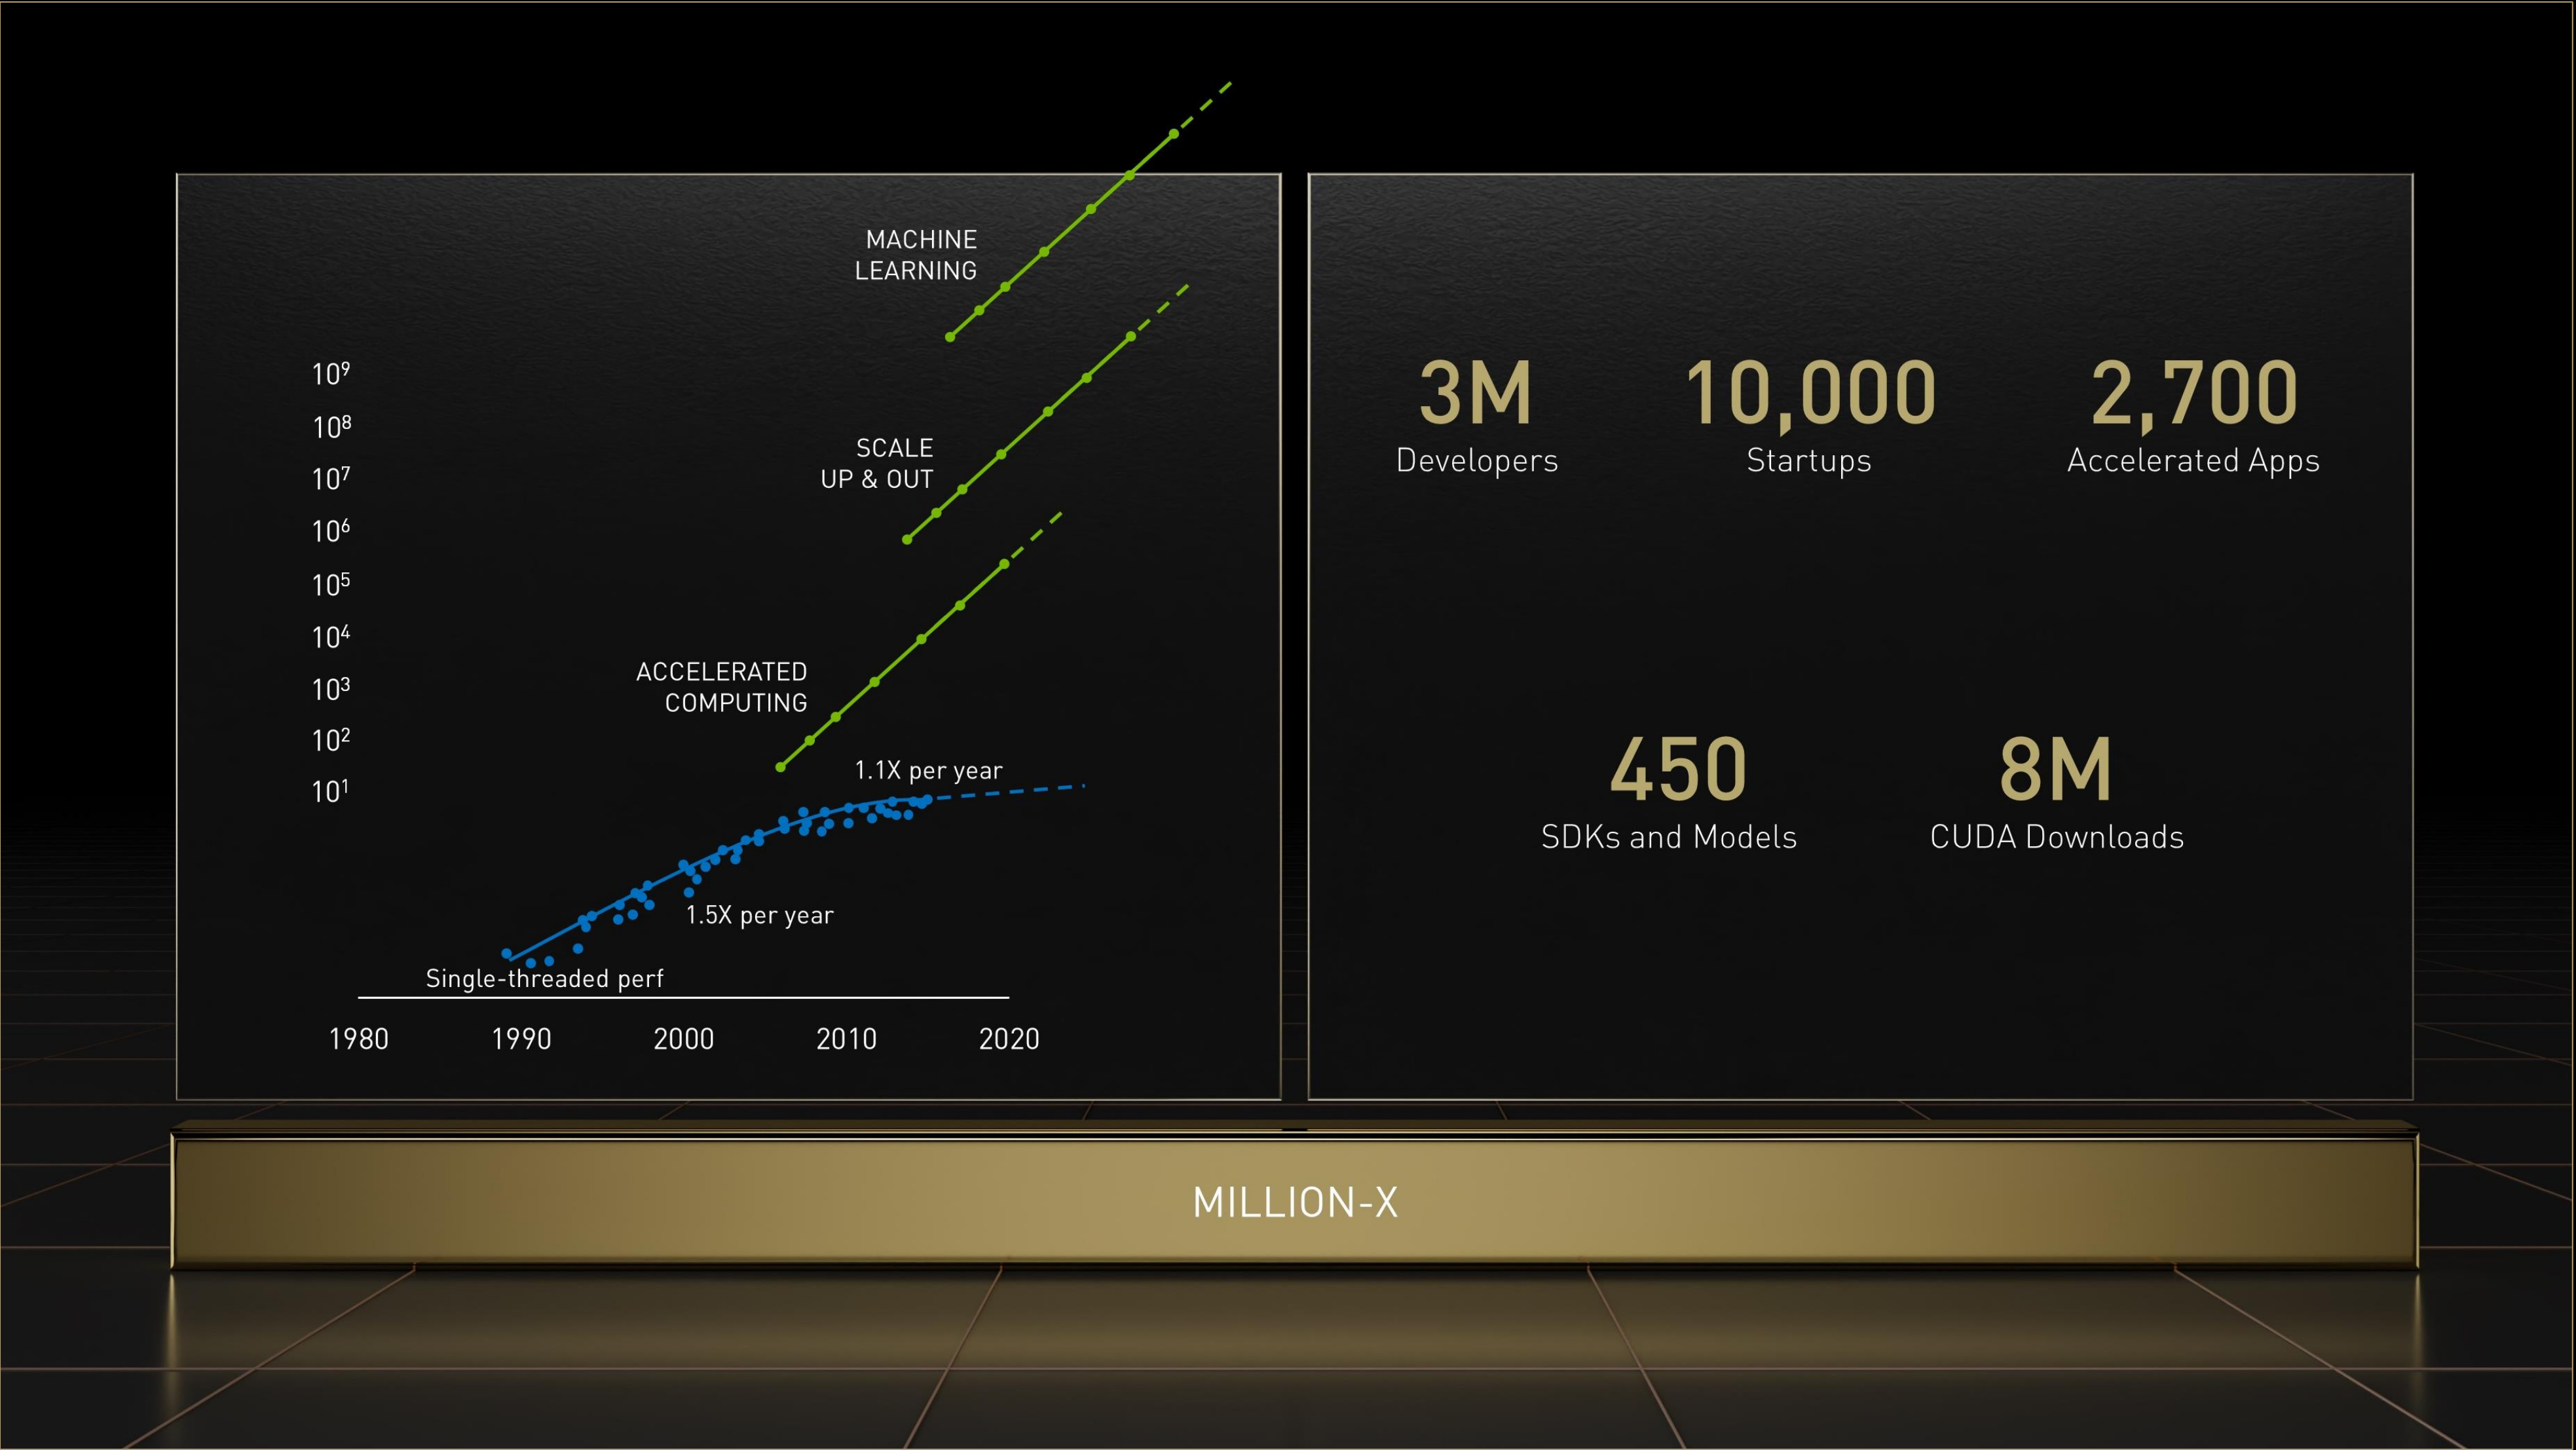 MACHINE
LEARNING
10⁹
10⁸
SCALE
UP & OUT
10⁷
10⁶
10⁵
10⁴
ACCELERATED
COMPUTING
10³
10²
1.1X per year
10¹
1.5X per year
Single-threaded perf
1980 1990 2000 2010 2020
3M 10,000 2,700
Developers Startups Accelerated Apps
450 8M
SDKs and Models CUDA Downloads
MILLION-X